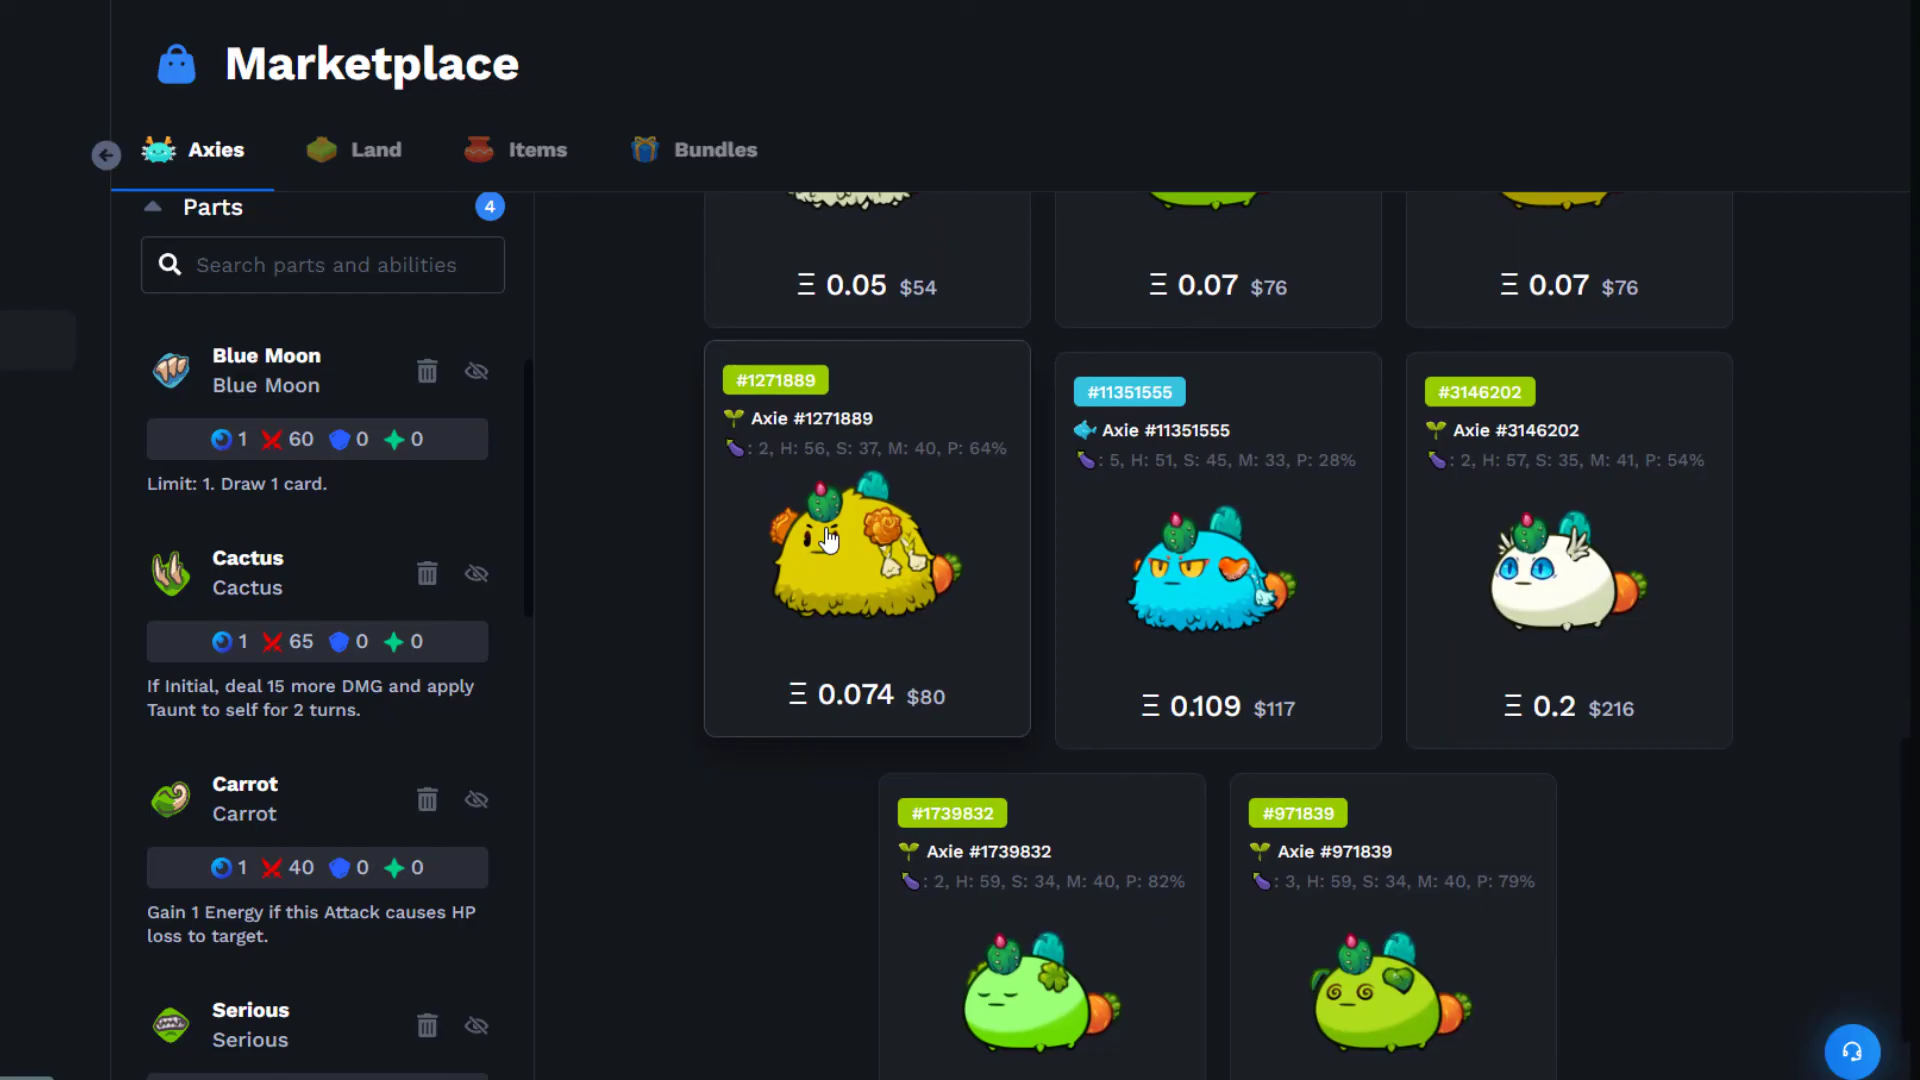 Marketplace
Axies
Land
Items
Bundles
Parts
4
Search parts and abilities
Blue Moon
Blue Moon
1 60 0 0
Limit: 1. Draw 1 card.
Cactus
Cactus
1 65 0 0
If Initial, deal 15 more DMG and apply
Taunt to self for 2 turns.
Carrot
Carrot
1 40 0 0
Gain 1 Energy if this Attack causes HP
loss to target.
Serious
Serious
Ξ 0.05 $54
Ξ 0.07 $76
Ξ 0.07 $76
#1271889
Axie #1271889
: 2, H: 56, S: 37, M: 40, P: 64%
Ξ 0.074 $80
#11351555
Axie #11351555
: 5, H: 51, S: 45, M: 33, P: 28%
Ξ 0.109 $117
#3146202
Axie #3146202
: 2, H: 57, S: 35, M: 41, P: 54%
Ξ 0.2 $216
#1739832
Axie #1739832
: 2, H: 59, S: 34, M: 40, P: 82%
#971839
Axie #971839
: 3, H: 59, S: 34, M: 40, P: 79%